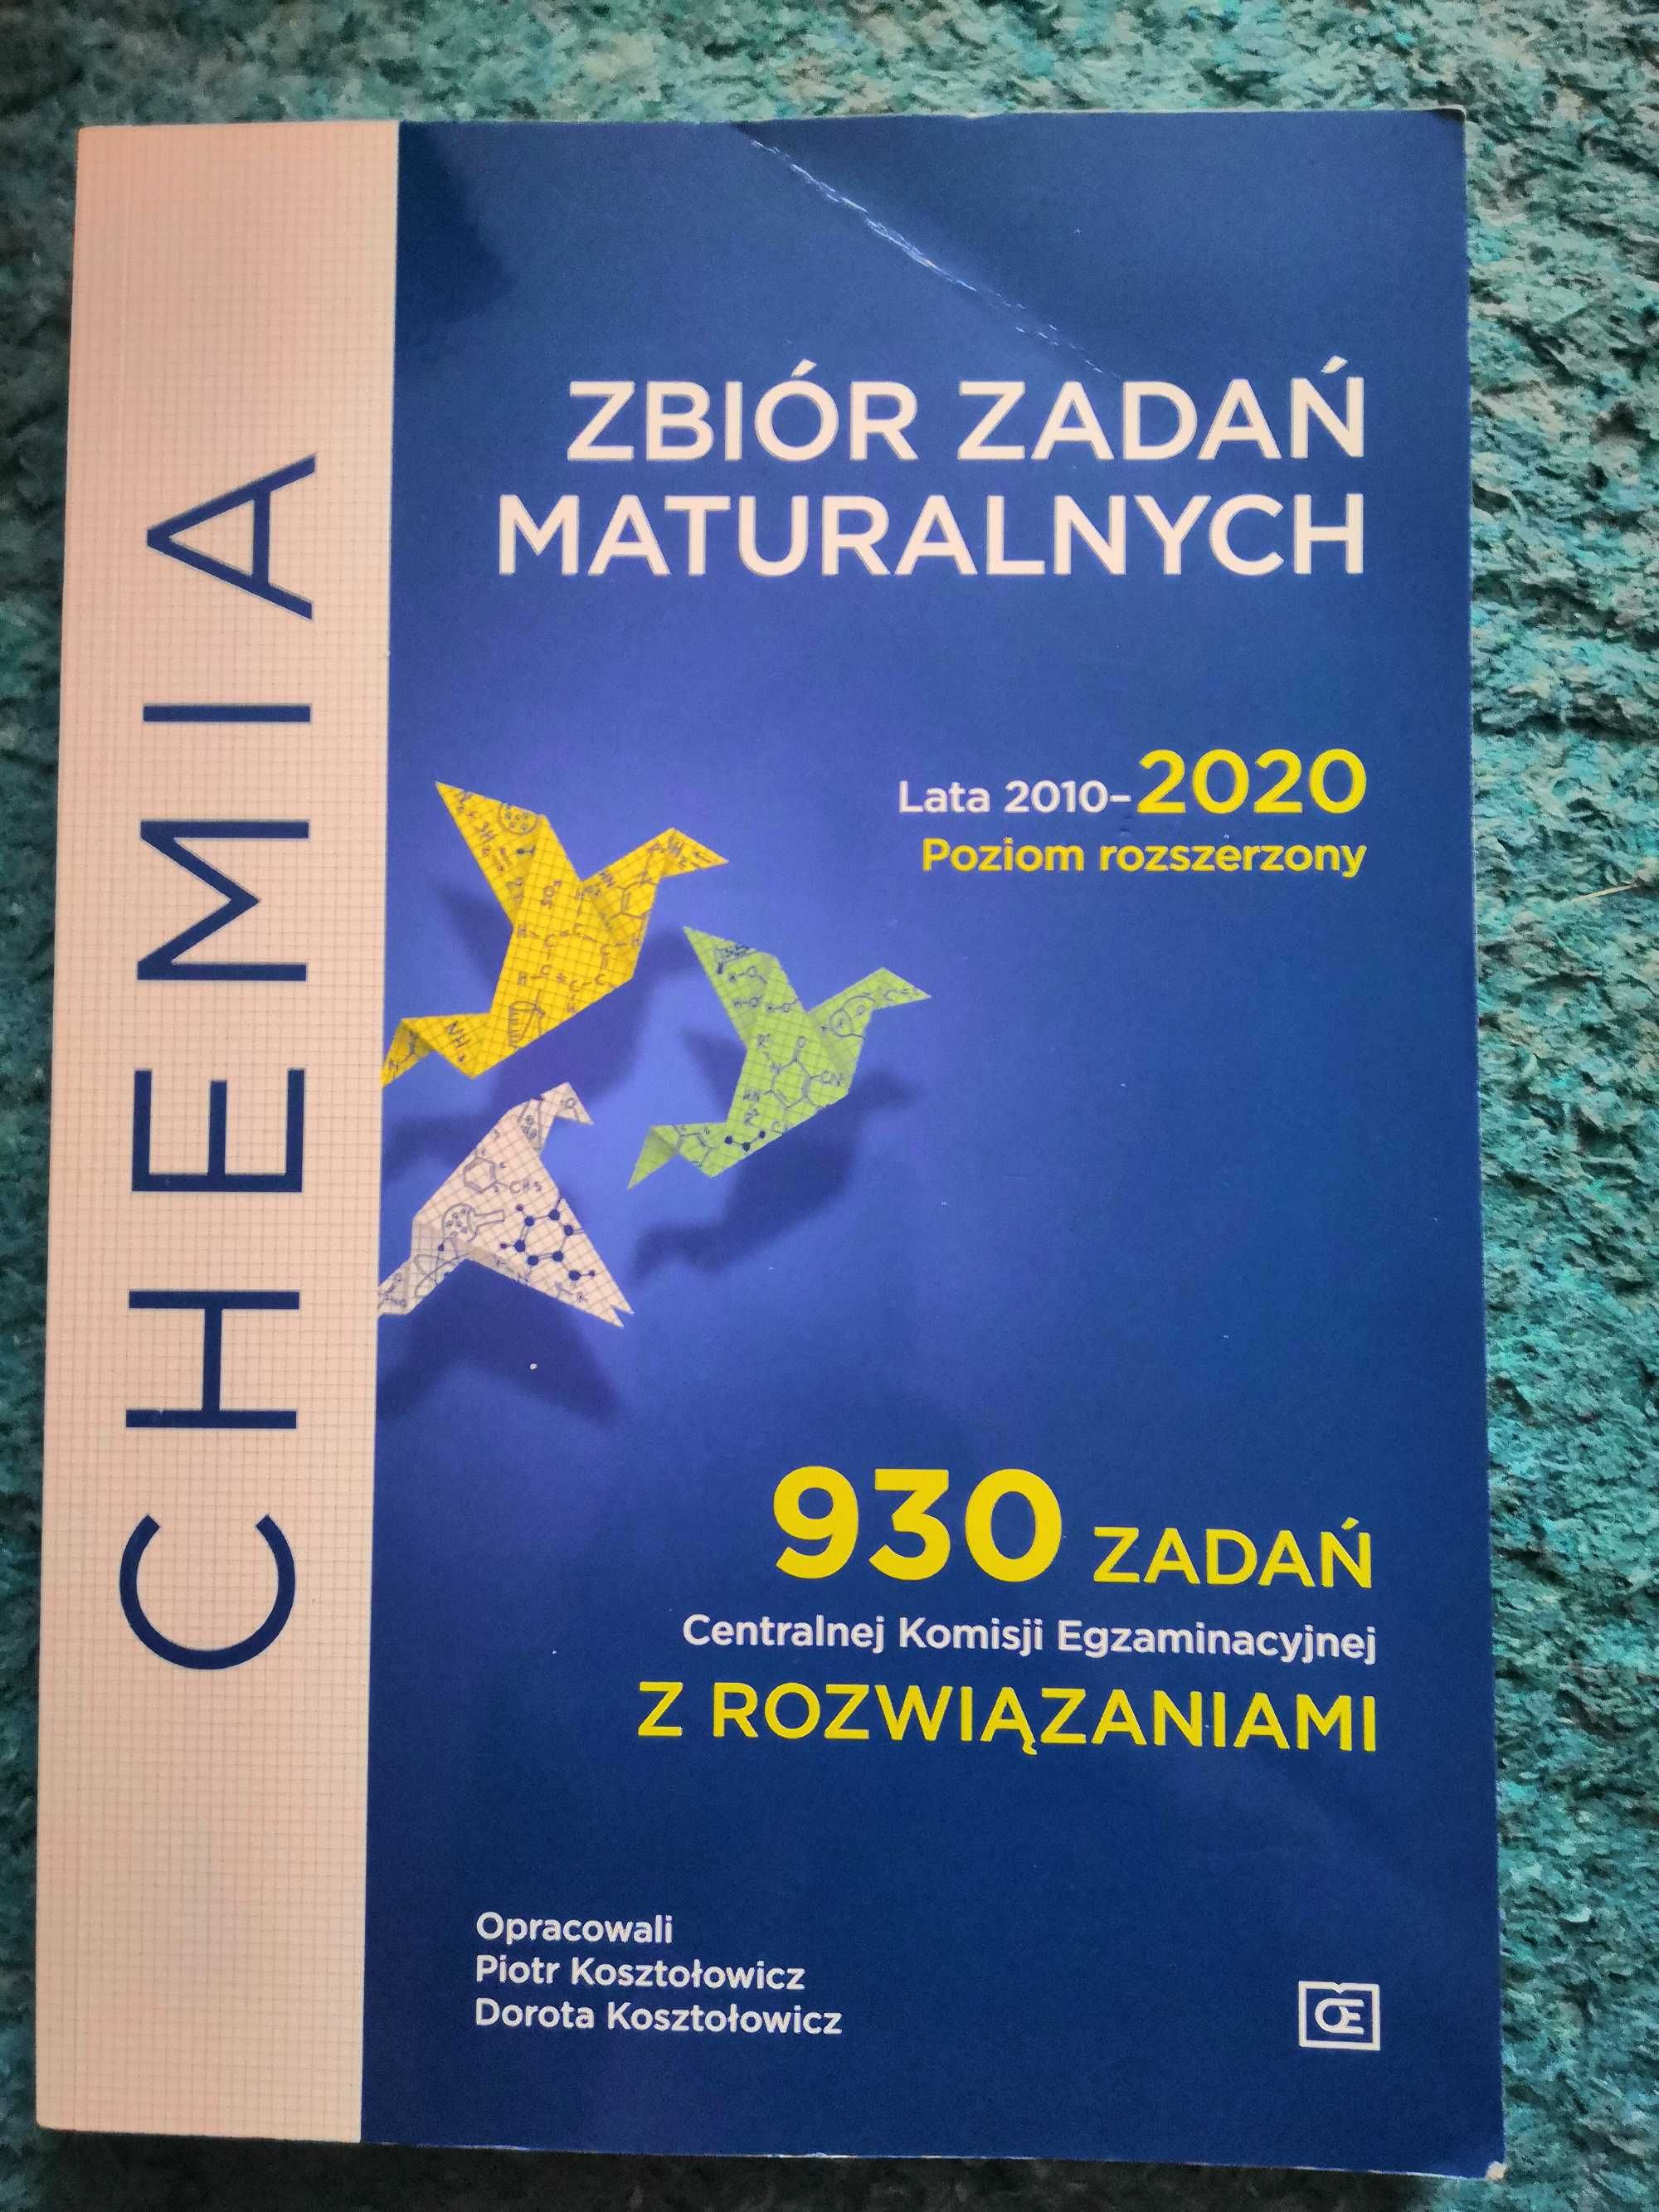 CHEMIA
ZBIÓR ZADAŃ
MATURALNYCH
Lata 2010–2020
Poziom rozszerzony
930 ZADAŃ
Centralnej Komisji Egzaminacyjnej
Z ROZWIĄZANIAMI
Opracowali
Piotr Kosztołowicz
Dorota Kosztołowicz
OE